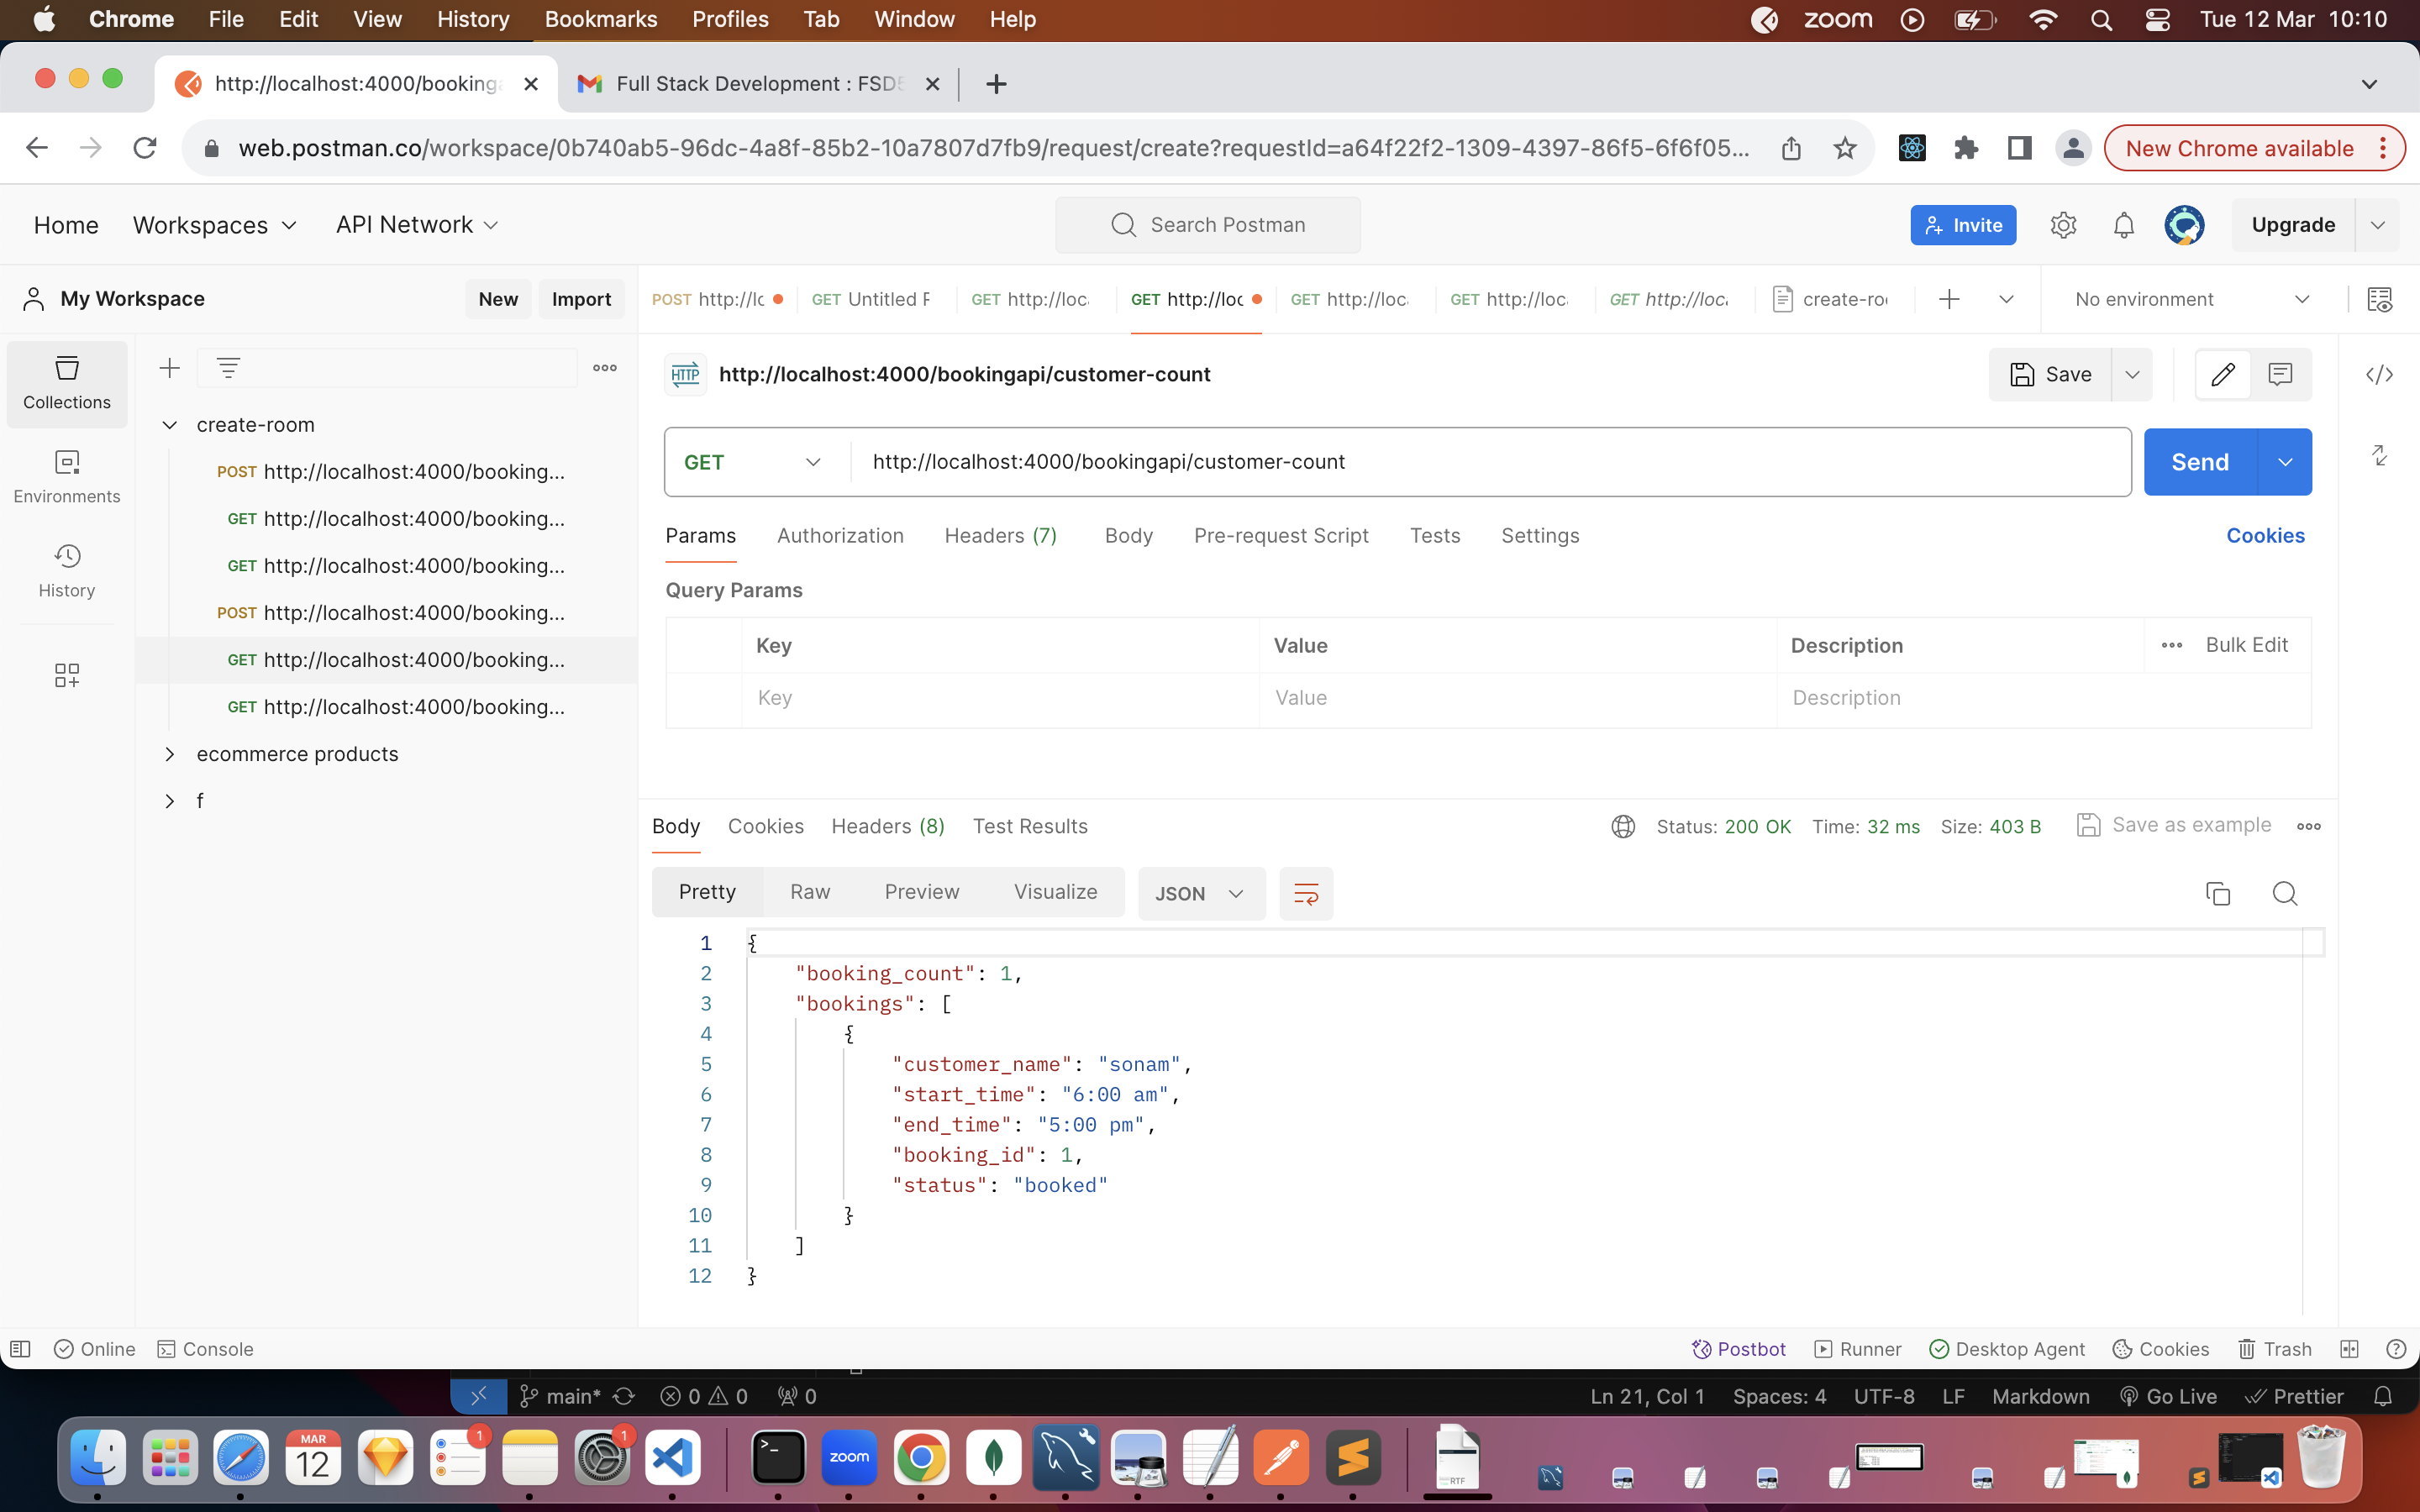 Chrome File Edit View History Bookmarks Profiles Tab Window Help zoom Tue 12 Mar 10:10
http://localhost:4000/booking Full Stack Development : FSD5
web.postman.co/workspace/0b740ab5-96dc-4a8f-85b2-10a7807d7fb9/request/create?requestId=a64f22f2-1309-4397-86f5-6f6f05... New Chrome available
Home Workspaces API Network Search Postman Invite Upgrade
My Workspace New Import POST http://lc GET Untitled F GET http://loc. GET http://loc GET http://loc. GET http://loc. GET http://loc. create-ro No environment
Collections
Environments
History
create-room
POST http://localhost:4000/booking...
GET http://localhost:4000/booking...
GET http://localhost:4000/booking...
POST http://localhost:4000/booking...
GET http://localhost:4000/booking...
GET http://localhost:4000/booking...
ecommerce products
f
HTTP http://localhost:4000/bookingapi/customer-count Save </>
GET http://localhost:4000/bookingapi/customer-count Send
Params Authorization Headers (7) Body Pre-request Script Tests Settings Cookies
Query Params
Key Value Description Bulk Edit
Key Value Description
Body Cookies Headers (8) Test Results Status: 200 OK Time: 32 ms Size: 403 B Save as example
Pretty Raw Preview Visualize JSON
1 {
2 "booking_count": 1,
3 "bookings": [
4 {
5 "customer_name": "sonam",
6 "start_time": "6:00 am",
7 "end_time": "5:00 pm",
8 "booking_id": 1,
9 "status": "booked"
10 }
11 ]
12 }
Online Console Postbot Runner Desktop Agent Cookies Trash
main* 0 0 0 Ln 21, Col 1 Spaces: 4 UTF-8 LF Markdown Go Live Prettier
MAR 12 1 1 zoom RTF